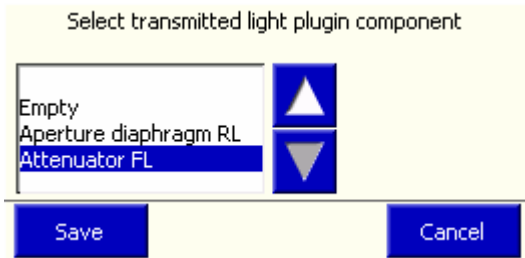 Select transmitted light plugin component
Empty
Aperture diaphragm RL
Attenuator FL
Save
Cancel